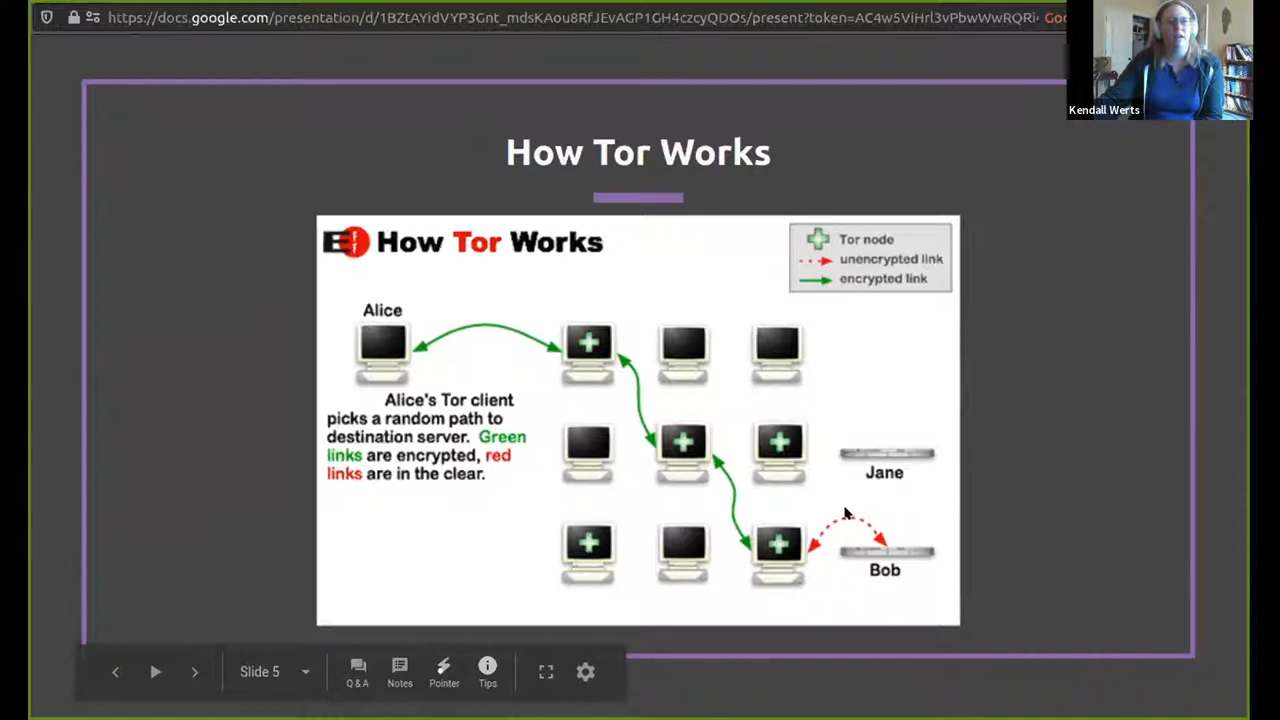 https://docs.google.com/presentation/d/1BZtAYidVYP3Gnt_mdsKAou8RfJEvAGP1GH4czcyQDOs/present?token=AC4w5ViHrl3vPbwWwRQRi
Kendall Werts
How Tor Works
EFF How Tor Works
Tor node
unencrypted link
encrypted link
Alice
Alice's Tor client
picks a random path to
destination server. Green
links are encrypted, red
links are in the clear.
Jane
Bob
Slide 5
Q & A
Notes
Pointer
Tips